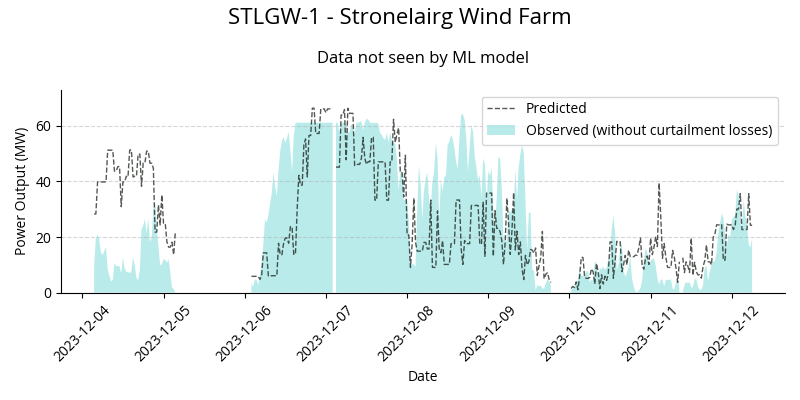 STLGW-1 - Stronelairg Wind Farm
Data not seen by ML model
Predicted
Observed (without curtailment losses)
Power Output (MW)
60
40
20
0
2023-12-04
2023-12-05
2023-12-06
2023-12-07
2023-12-08
2023-12-09
2023-12-10
2023-12-11
2023-12-12
Date